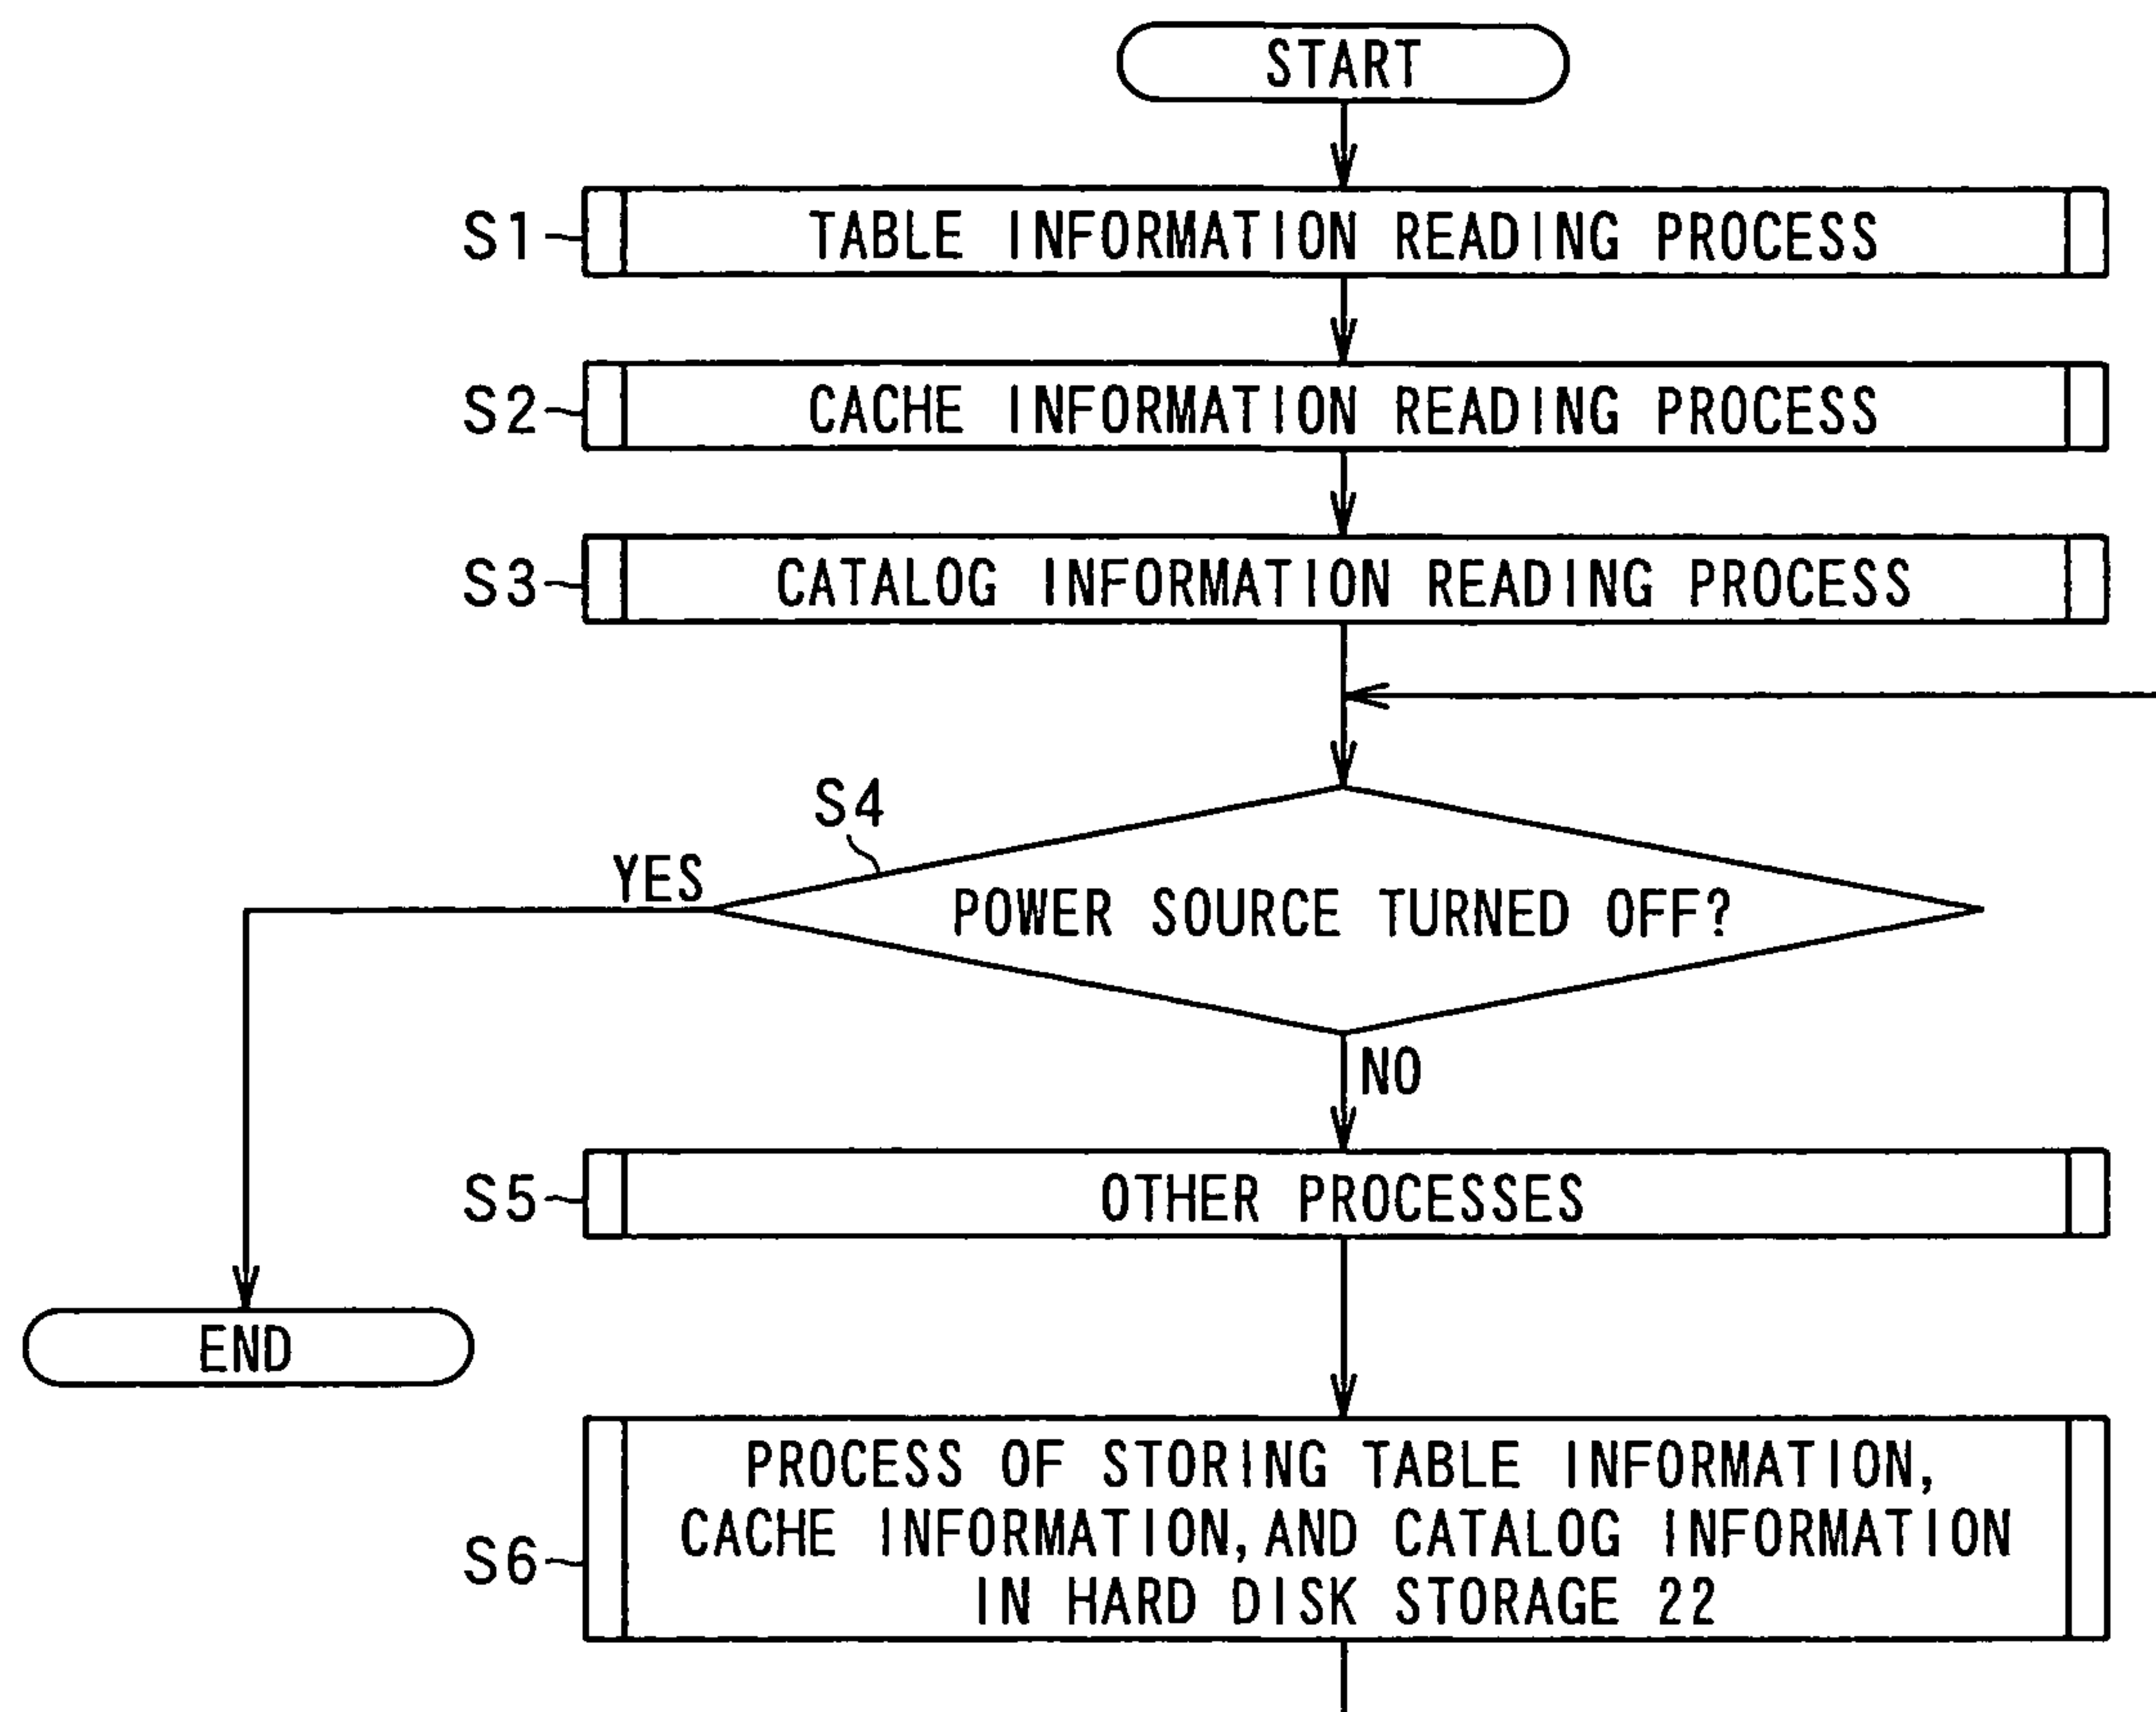 START
S1
TABLE INFORMATION READING PROCESS
S2
CACHE INFORMATION READING PROCESS
S3
CATALOG INFORMATION READING PROCESS
S4
YES
POWER SOURCE TURNED OFF?
NO
S5
OTHER PROCESSES
END
S6
PROCESS OF STORING TABLE INFORMATION,
CACHE INFORMATION, AND CATALOG INFORMATION
IN HARD DISK STORAGE 22